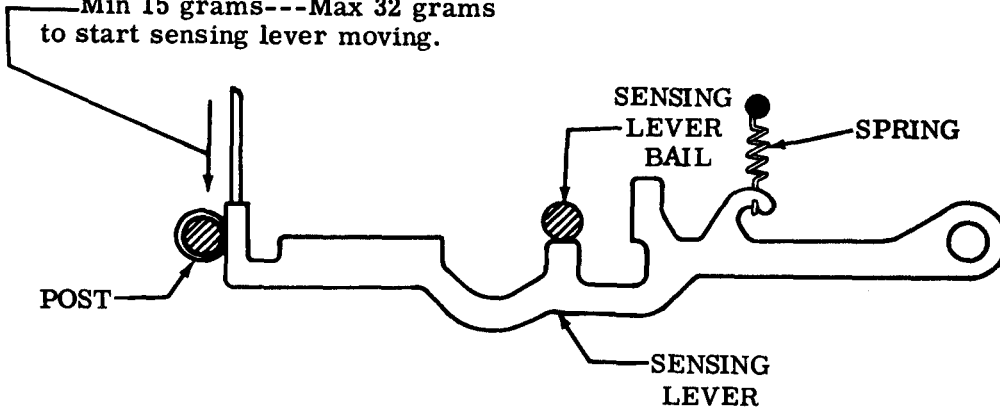 Min 15 grams---Max 32 grams
to start sensing lever moving.
SENSING
LEVER
BAIL
SPRING
POST
SENSING
LEVER